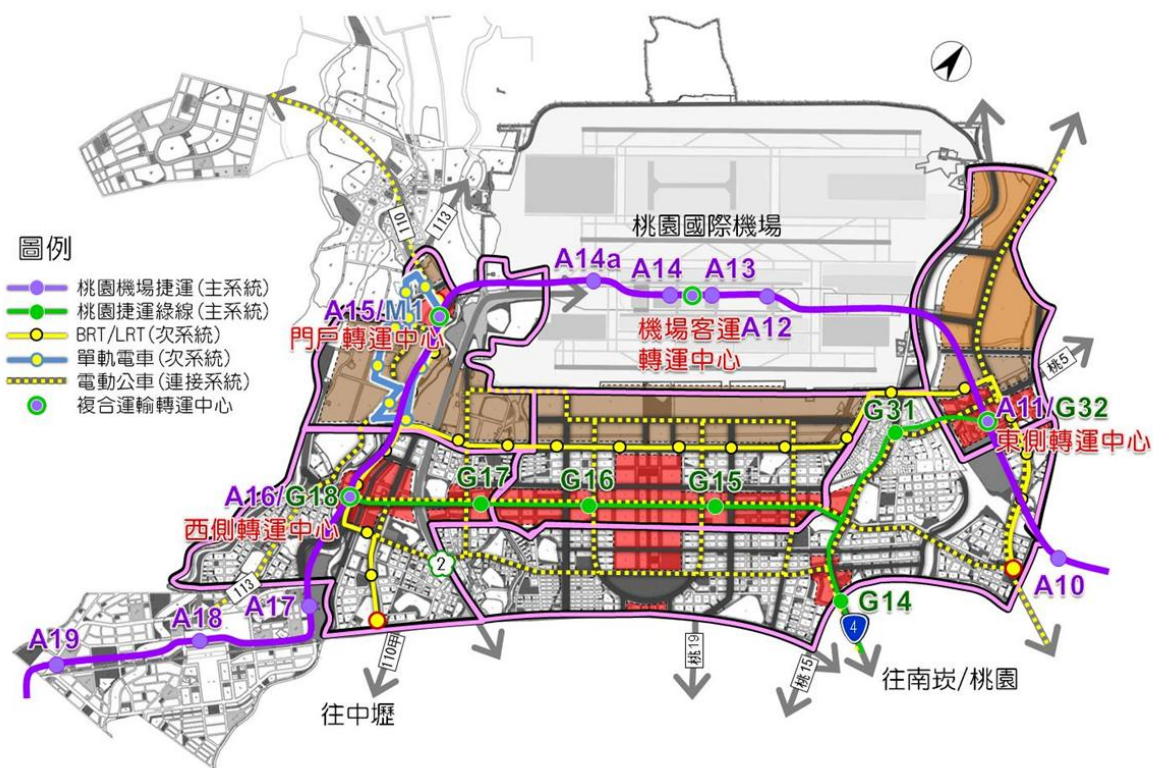 桃園國際機場
A14a
A14
A13
A12
機場客運
轉運中心
110
113
A15/M1
門戶轉運中心
圖例
桃園機場捷運(主系統)
桃園捷運綠線(主系統)
BRT/LRT(次系統)
單軌電車(次系統)
電動公車(連接系統)
複合運輸轉運中心
桃5
G31
A11/G32
東側轉運中心
G17
G16
G15
A16/G18
西側轉運中心
2
113
A10
G14
4
A19
A18
A17
110甲
桃19
桃15
往中壢
往南崁/桃園